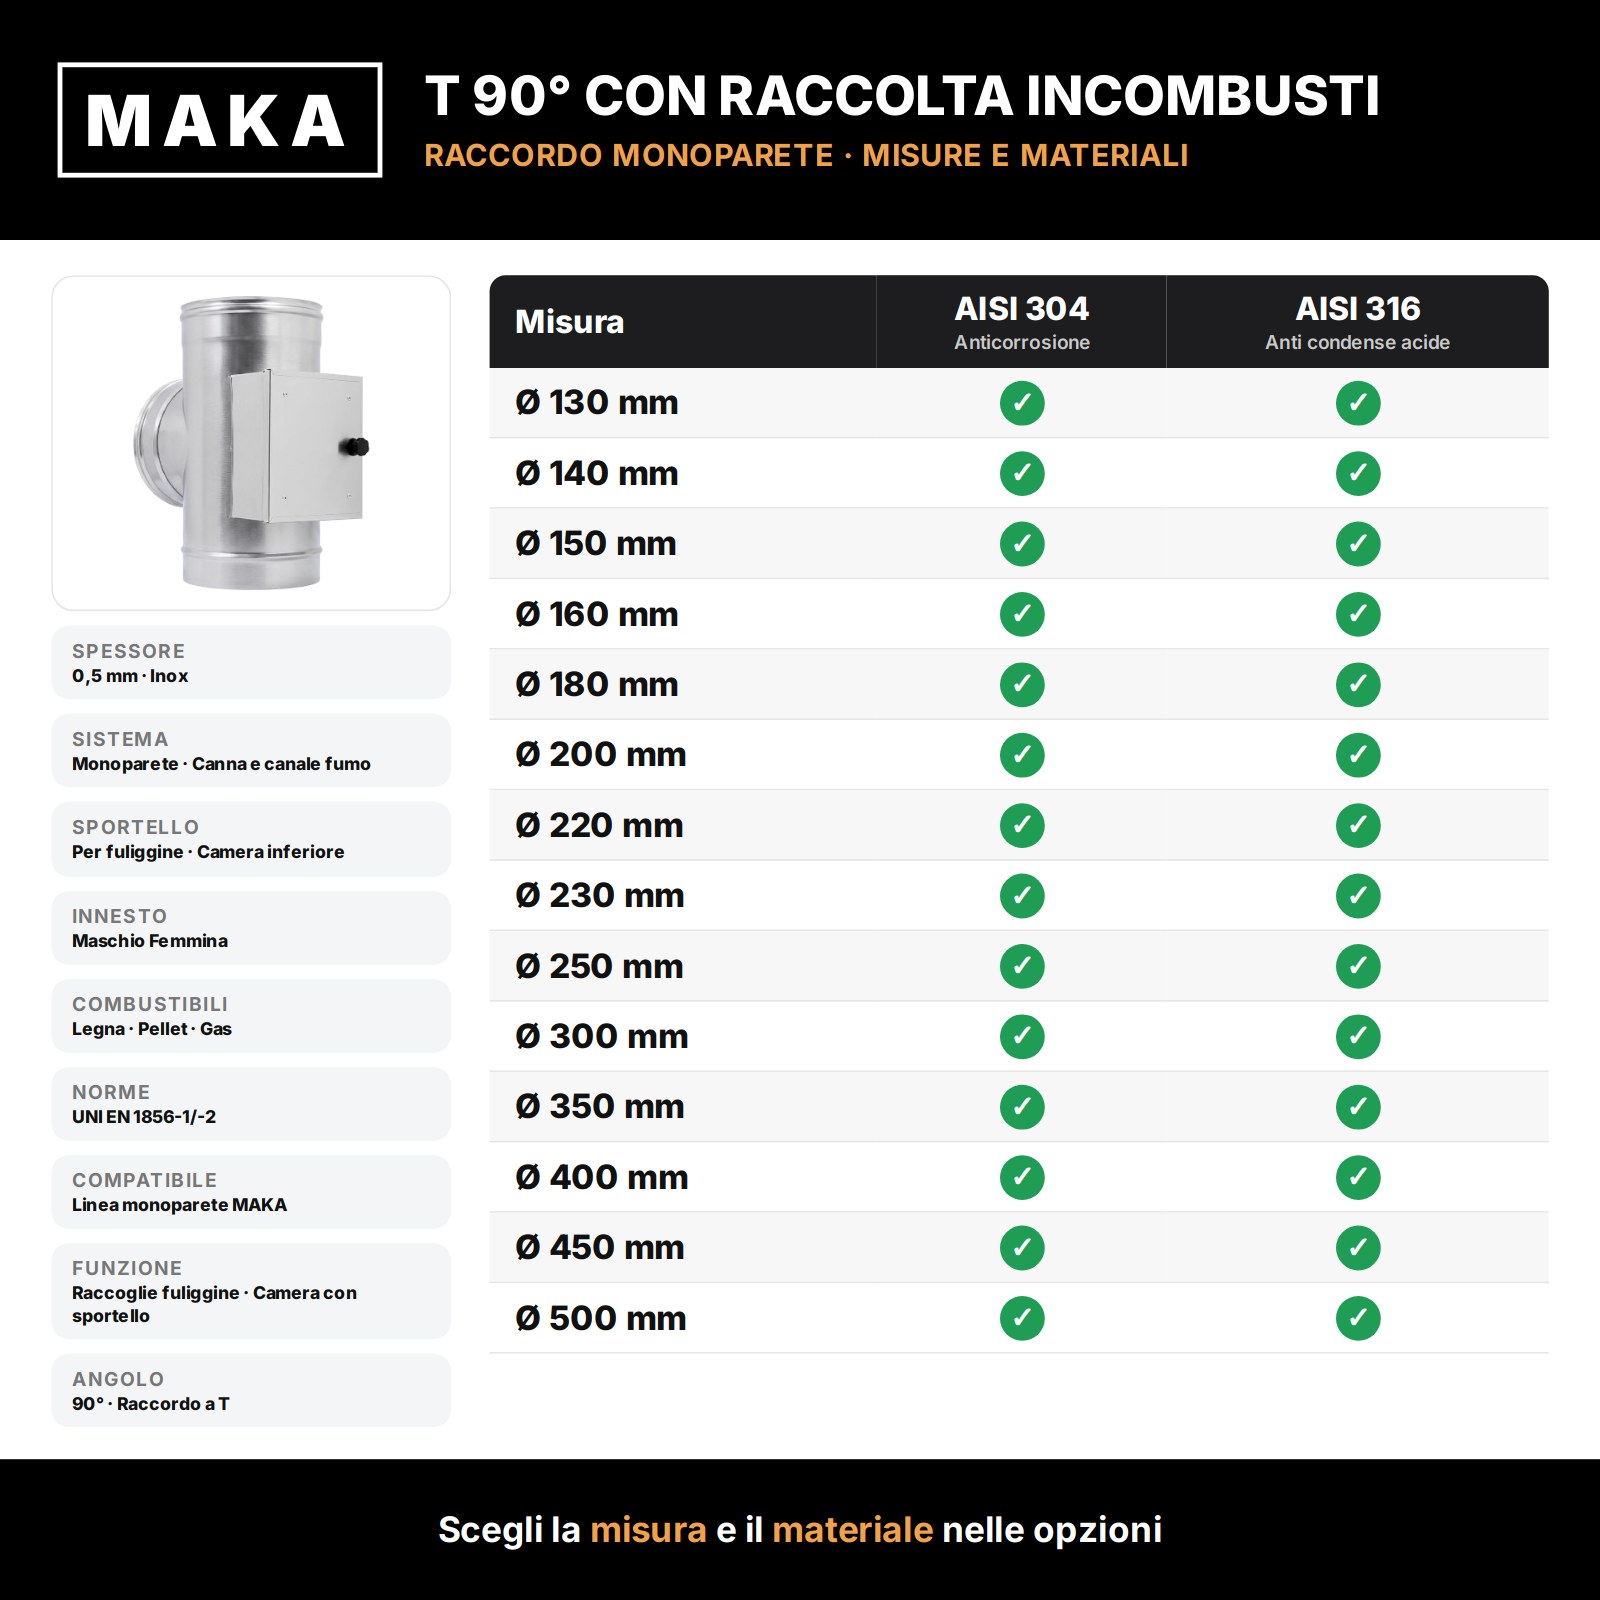 MAKA
T 90° CON RACCOLTA INCOMBUSTI
RACCORDO MONOPARETE · MISURE E MATERIALI
SPESSORE
0,5 mm · Inox
SISTEMA
Monoparete · Canna e canale fumo
SPORTELLO
Per fuliggine · Camera inferiore
INNESTO
Maschio Femmina
COMBUSTIBILI
Legna · Pellet · Gas
NORME
UNI EN 1856-1/-2
COMPATIBILE
Linea monoparete MAKA
FUNZIONE
Raccoglie fuliggine · Camera con
sportello
ANGOLO
90° · Raccordo a T
Misura AISI 304 AISI 316
Anticorrosione Anti condense acide
Ø 130 mm ✓ ✓
Ø 140 mm ✓ ✓
Ø 150 mm ✓ ✓
Ø 160 mm ✓ ✓
Ø 180 mm ✓ ✓
Ø 200 mm ✓ ✓
Ø 220 mm ✓ ✓
Ø 230 mm ✓ ✓
Ø 250 mm ✓ ✓
Ø 300 mm ✓ ✓
Ø 350 mm ✓ ✓
Ø 400 mm ✓ ✓
Ø 450 mm ✓ ✓
Ø 500 mm ✓ ✓
Scegli la misura e il materiale nelle opzioni